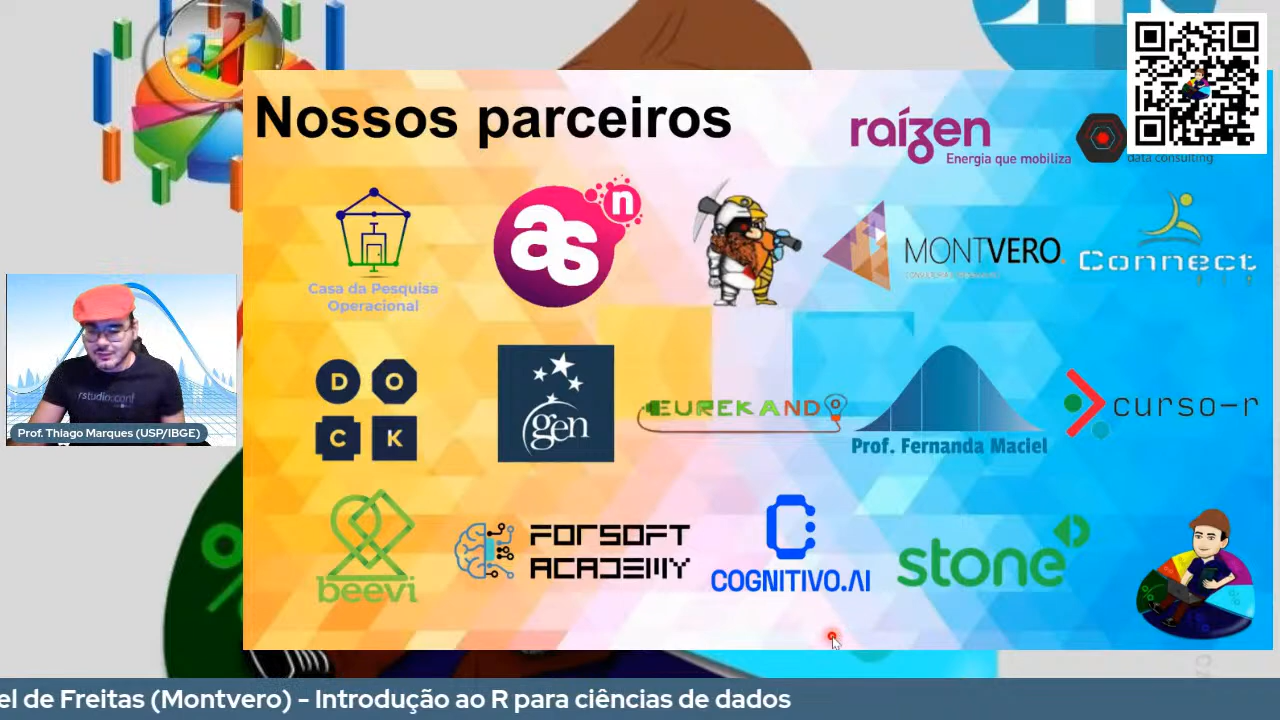 Nossos parceiros
raízen
Energia que mobiliza
data consulting
Casa da Pesquisa
Operacional
as
n
MONTVERO.
Connect
DOCK
gen
EUREKANDO
Prof. Fernanda Maciel
curso-r
beevi
FORSOFT
ACADEMY
COGNITIVO.AI
stone
rstudio::conf
Prof. Thiago Marques (USP/IBGE)
el de Freitas (Montvero) - Introdução ao R para ciências de dados